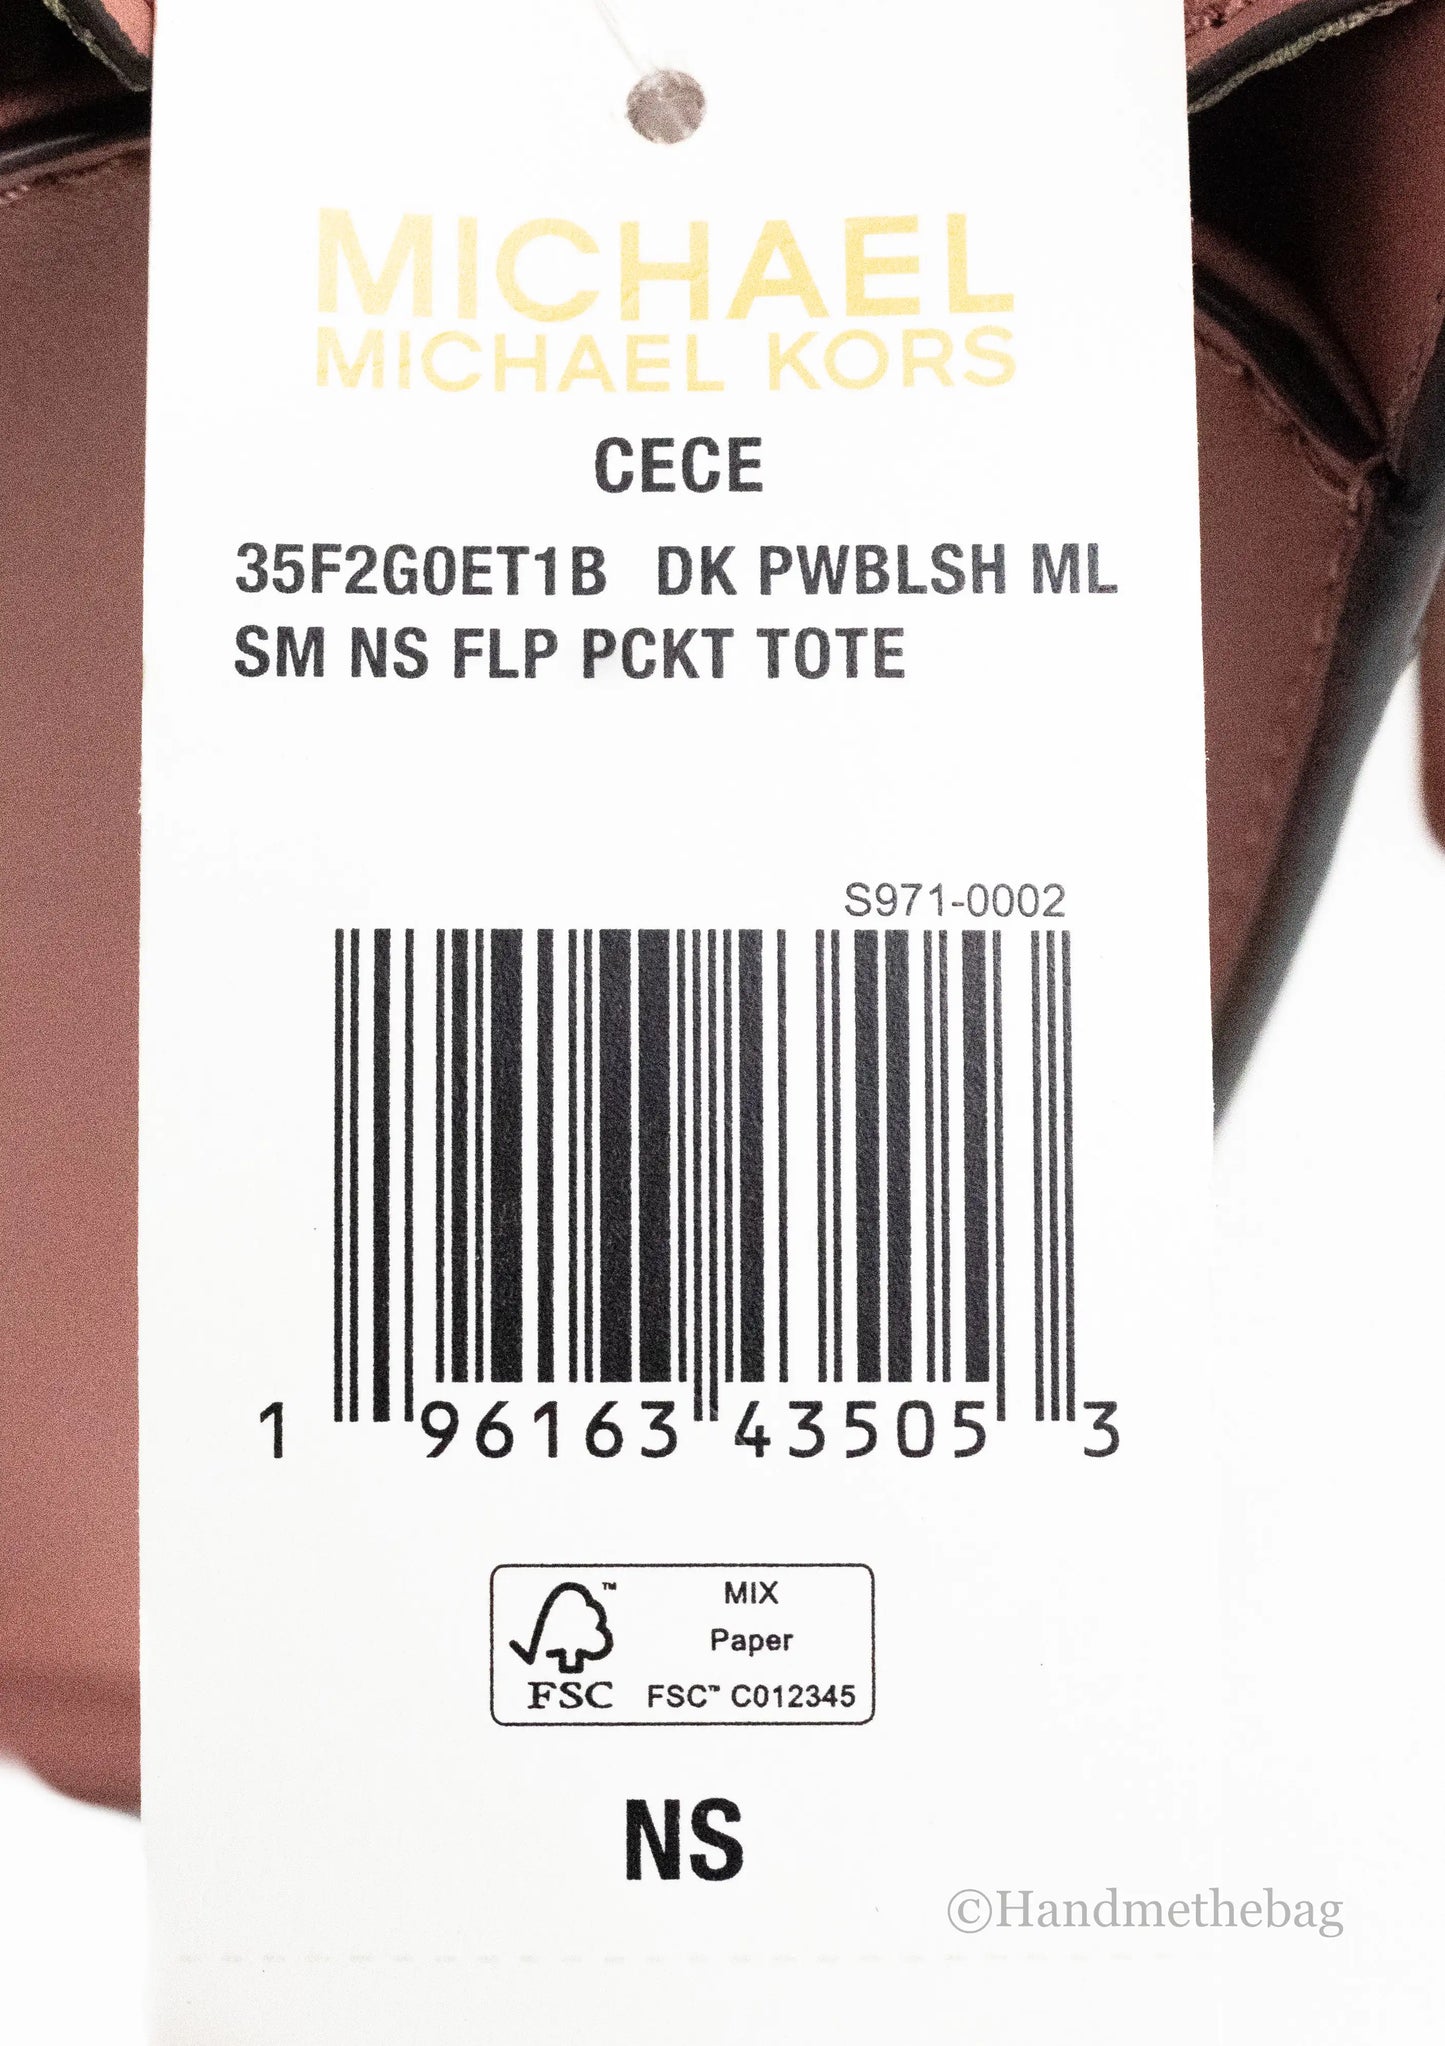 MICHAEL
MICHAEL KORS
CECE
35F2G0ET1B DK PWBLSH ML
SM NS FLP PCKT TOTE
S971-0002
1 96163 43505 3
MIX
Paper
FSC™ C012345
™
FSC
NS
©Handmethebag